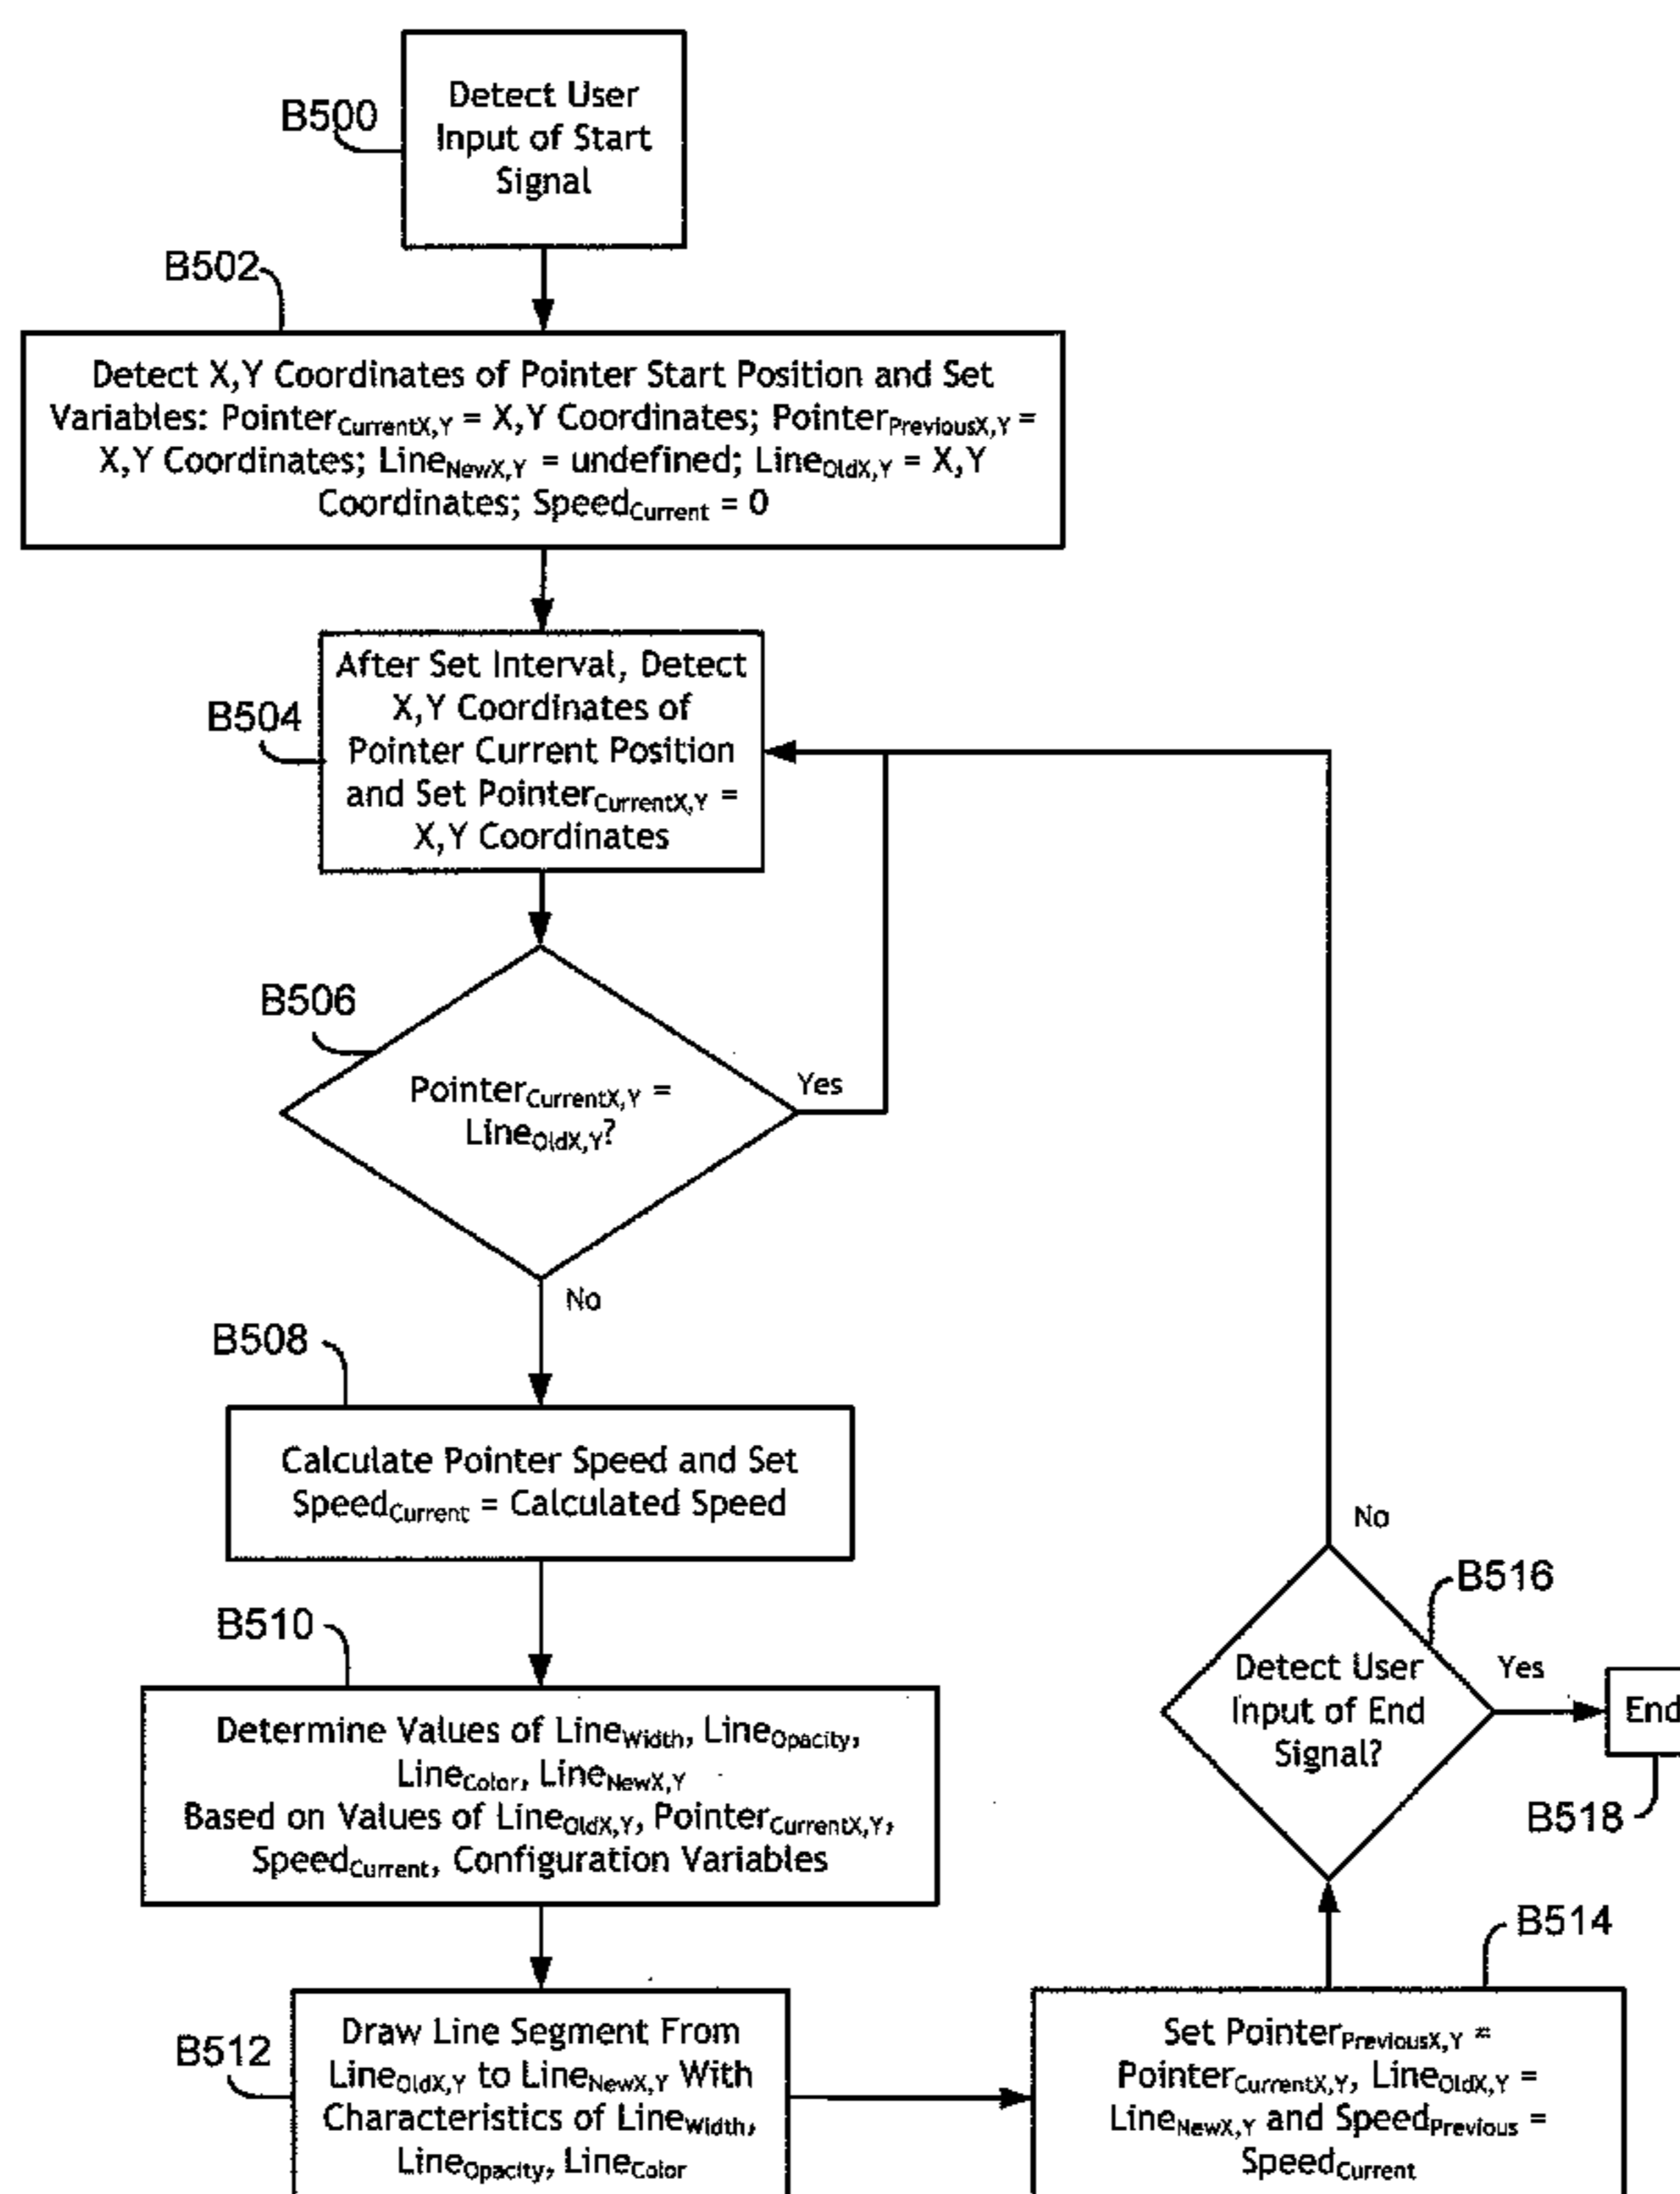 B500
Detect User
Input of Start
Signal
B502
Detect X,Y Coordinates of Pointer Start Position and Set
Variables: PointerCurrentX,Y = X,Y Coordinates; PointerPreviousX,Y =
X,Y Coordinates; LineNewX,Y = undefined; LineOldX,Y = X,Y
Coordinates; SpeedCurrent = 0
B504
After Set Interval, Detect
X,Y Coordinates of
Pointer Current Position
and Set PointerCurrentX,Y =
X,Y Coordinates
B506
PointerCurrentX,Y =
LineOldX,Y?
Yes
No
B508
Calculate Pointer Speed and Set
SpeedCurrent = Calculated Speed
B510
Determine Values of LineWidth, LineOpacity,
LineColor, LineNewX,Y
Based on Values of LineOldX,Y, PointerCurrentX,Y,
SpeedCurrent, Configuration Variables
B512
Draw Line Segment From
LineOldX,Y to LineNewX,Y With
Characteristics of LineWidth,
LineOpacity, LineColor
B514
Set PointerPreviousX,Y =
PointerCurrentX,Y, LineOldX,Y =
LineNewX,Y and SpeedPrevious =
SpeedCurrent
B516
Detect User
Input of End
Signal?
No
Yes
End
B518